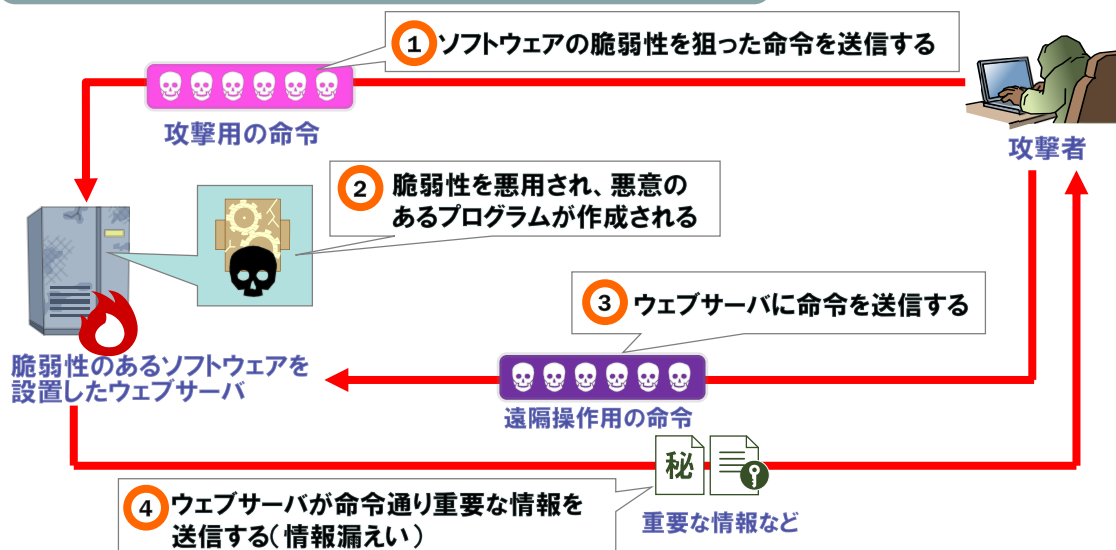 1 ソフトウェアの脆弱性を狙った命令を送信する
攻撃用の命令
攻撃者
2 脆弱性を悪用され、悪意の
あるプログラムが作成される
3 ウェブサーバに命令を送信する
脆弱性のあるソフトウェアを
設置したウェブサーバ
遠隔操作用の命令
秘
4 ウェブサーバが命令通り重要な情報を
送信する(情報漏えい)
重要な情報など